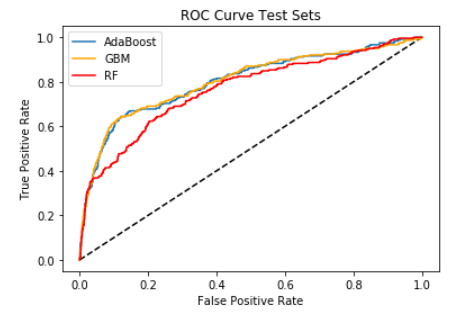 ROC Curve Test Sets
AdaBoost
GBM
RF
True Positive Rate
1.0
0.8
0.6
0.4
0.2
0.0
0.0 0.2 0.4 0.6 0.8 1.0
False Positive Rate